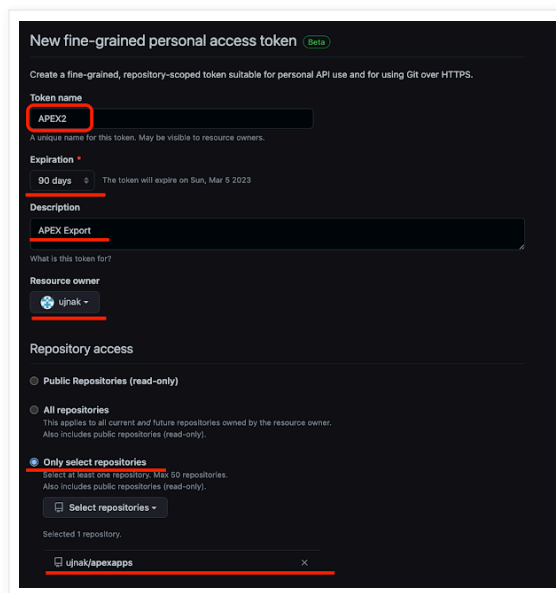 New fine-grained personal access token Beta
Create a fine-grained, repository-scoped token suitable for personal API use and for using Git over HTTPS.
Token name
APEX2
A unique name for this token. May be visible to resource owners.
Expiration *
90 days The token will expire on Sun, Mar 5 2023
Description
APEX Export
What is this token for?
Resource owner
ujnak
Repository access
Public Repositories (read-only)
All repositories
This applies to all current and future repositories owned by the resource owner.
Also includes public repositories (read-only).
Only select repositories
Select at least one repository. Max 50 repositories.
Also includes public repositories (read-only).
Select repositories
Selected 1 repository.
ujnak/apexapps